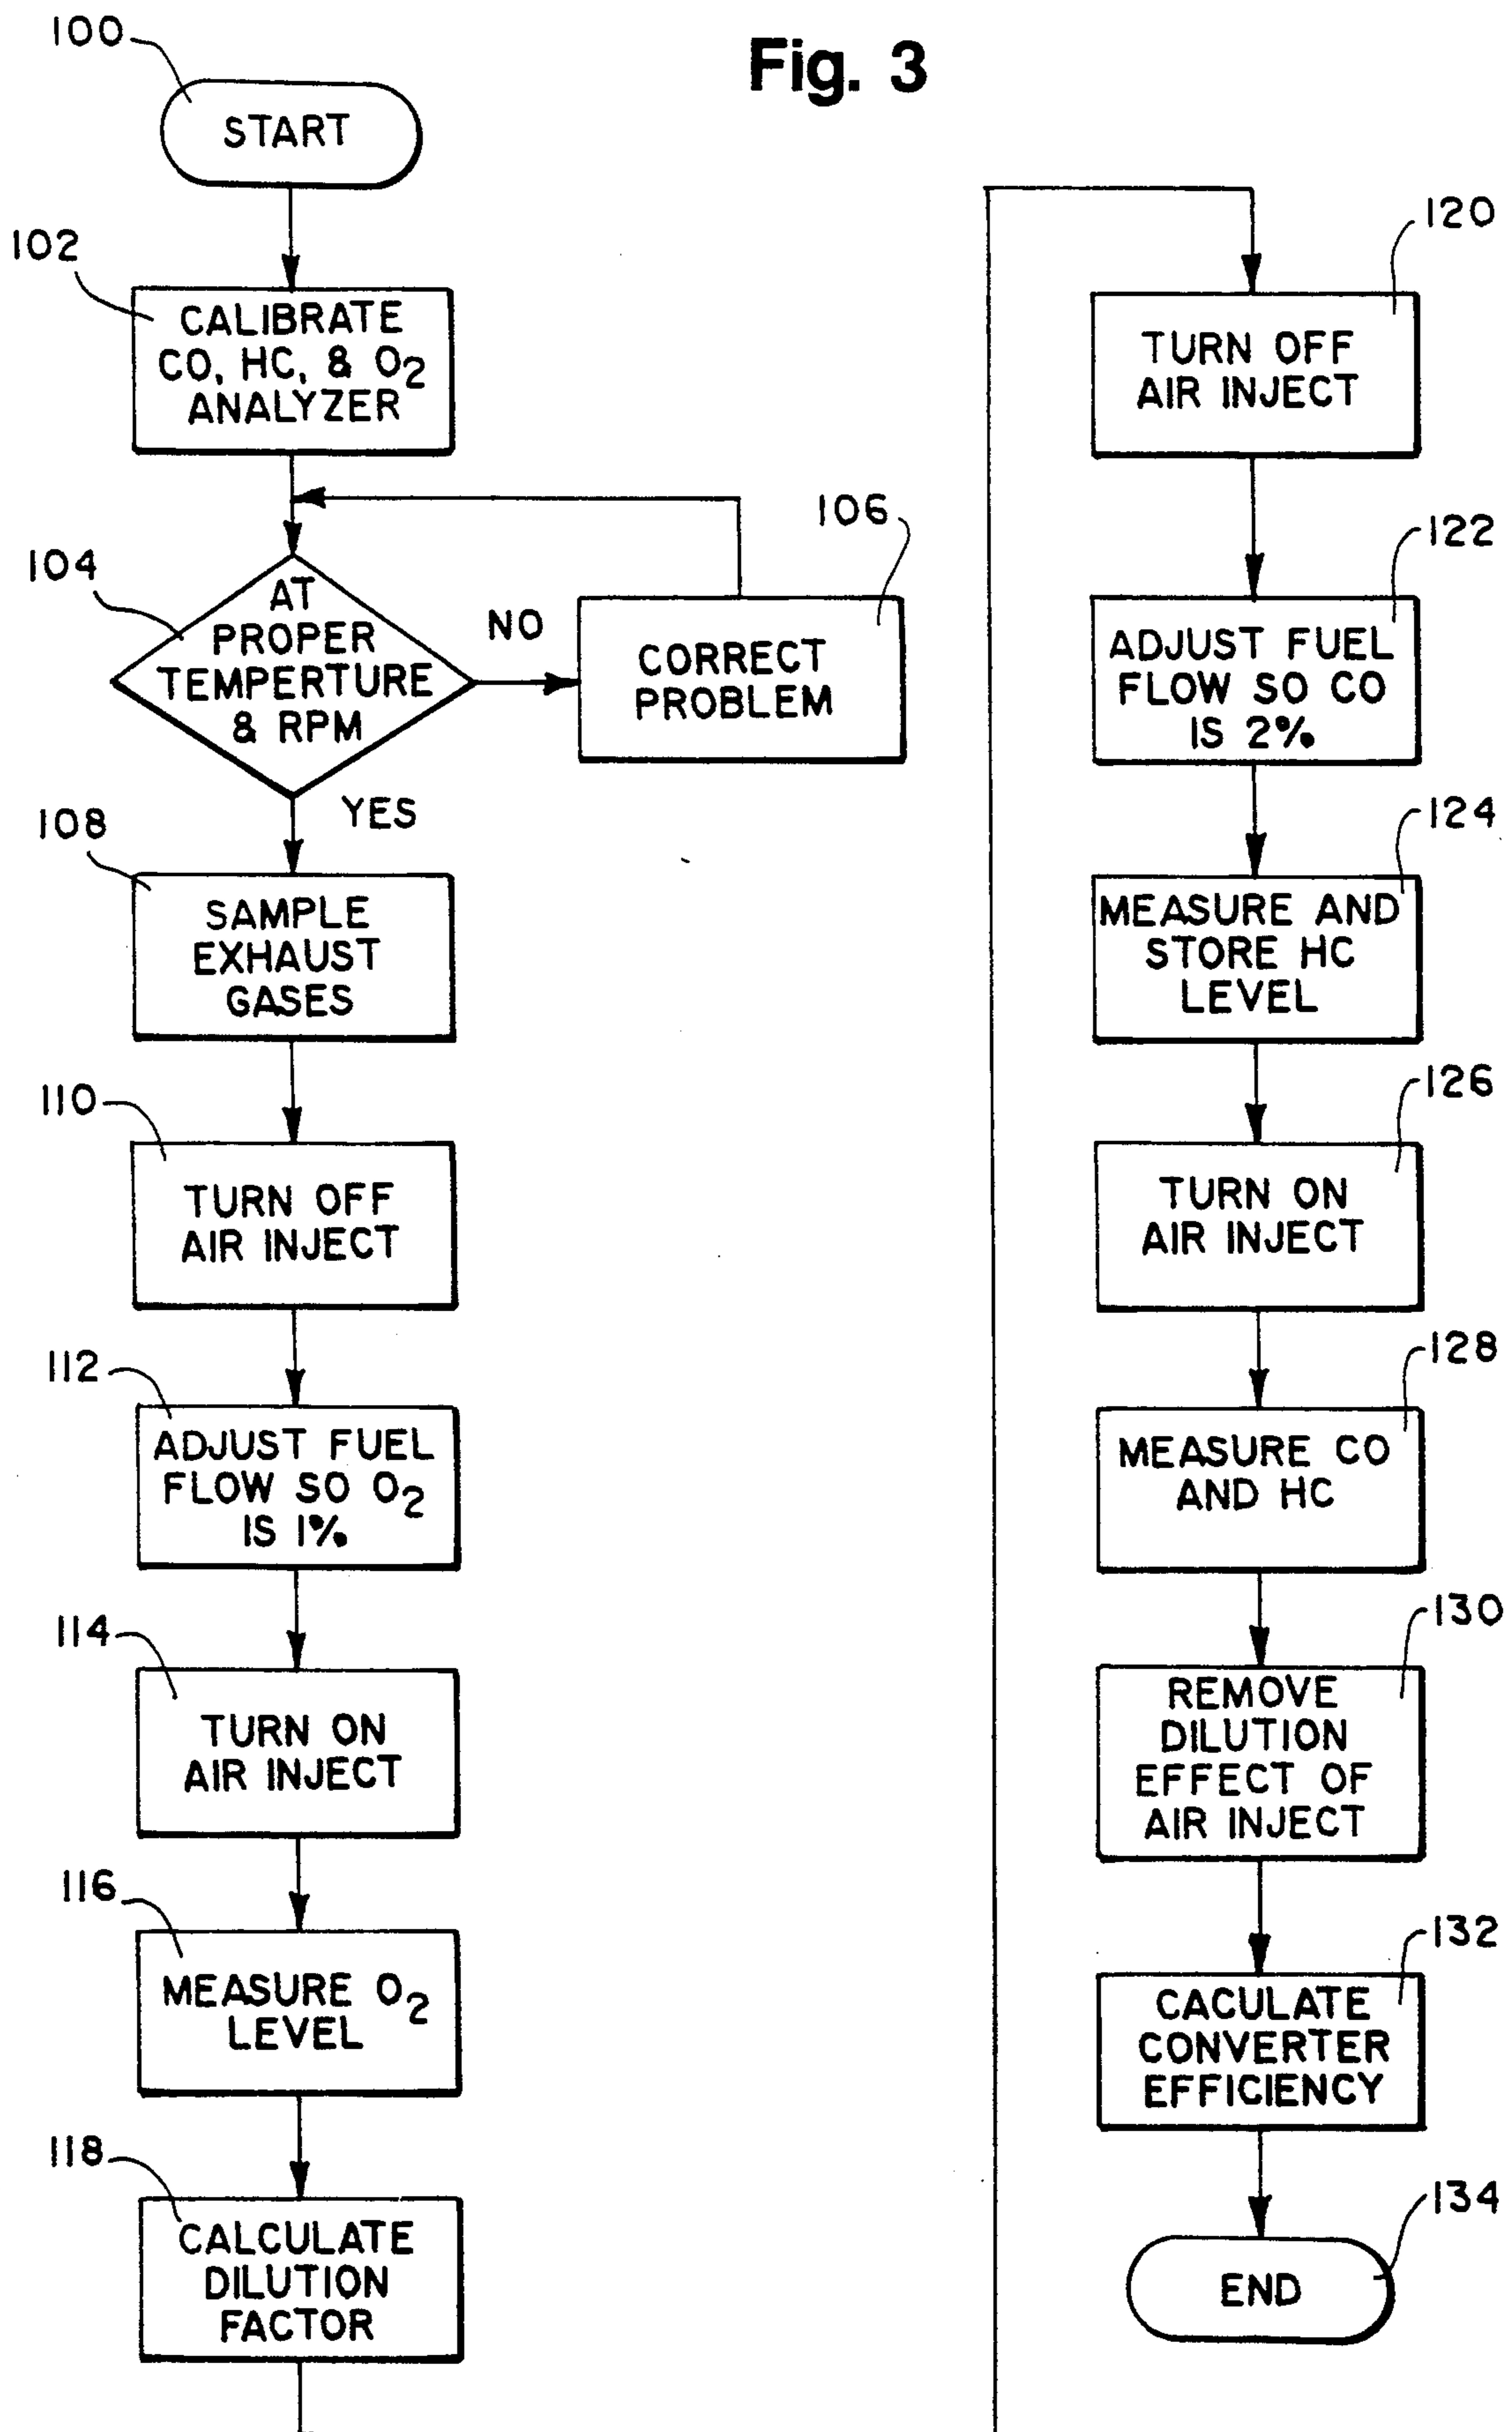 Fig. 3
100
START
102
CALIBRATE
CO, HC, & O2
ANALYZER
104
AT
PROPER
TEMPERTURE
& RPM
NO
106
CORRECT
PROBLEM
YES
108
SAMPLE
EXHAUST
GASES
110
TURN OFF
AIR INJECT
112
ADJUST FUEL
FLOW SO O2
IS 1%
114
TURN ON
AIR INJECT
116
MEASURE O2
LEVEL
118
CALCULATE
DILUTION
FACTOR
120
TURN OFF
AIR INJECT
122
ADJUST FUEL
FLOW SO CO
IS 2%
124
MEASURE AND
STORE HC
LEVEL
126
TURN ON
AIR INJECT
128
MEASURE CO
AND HC
130
REMOVE
DILUTION
EFFECT OF
AIR INJECT
132
CACULATE
CONVERTER
EFFICIENCY
134
END